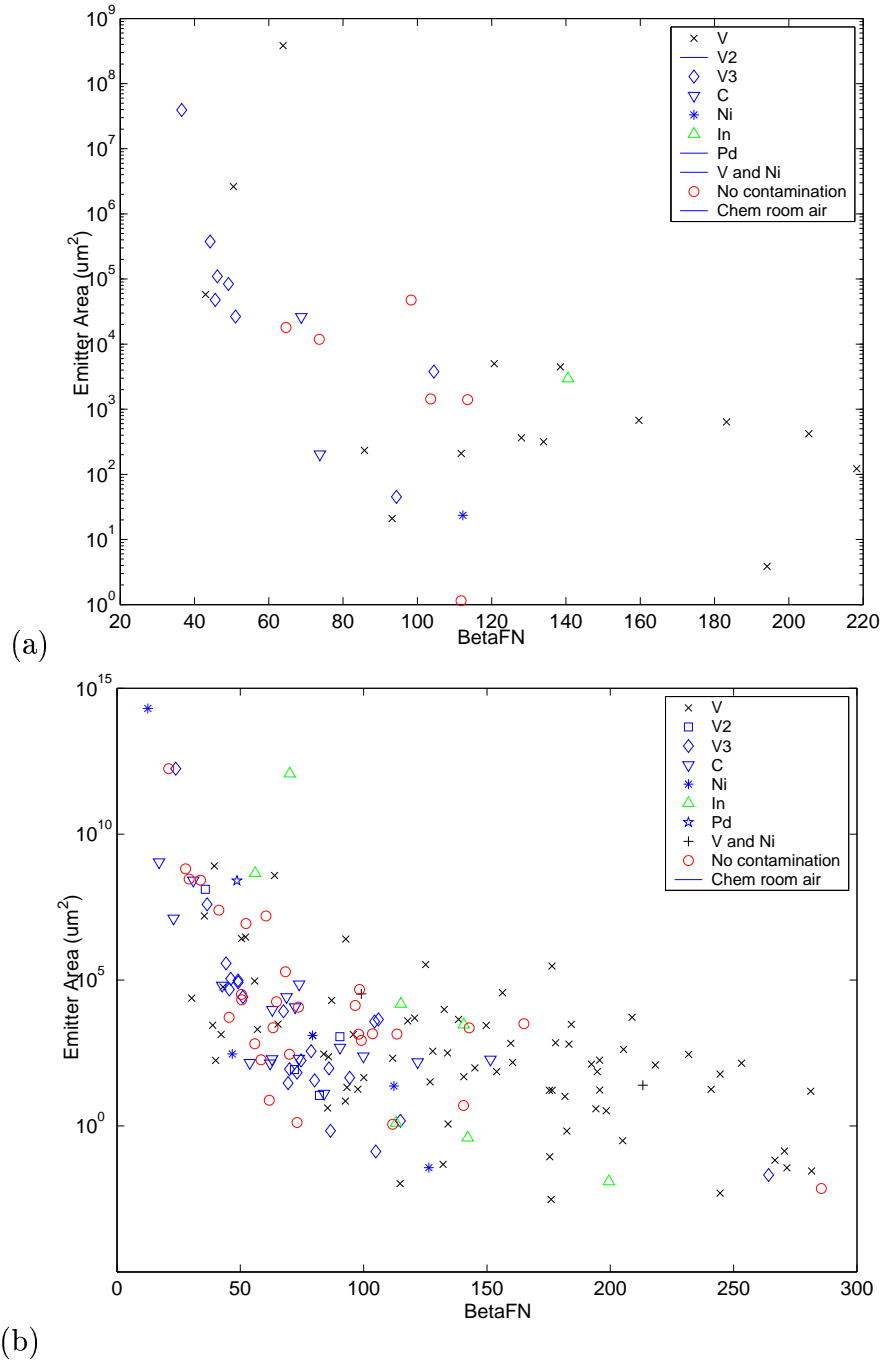 10^9
10^8
10^7
10^6
10^5
10^4
10^3
10^2
10^1
10^0
Emitter Area (um^2)
20 40 60 80 100 120 140 160 180 200 220
BetaFN
V
V2
V3
C
Ni
In
Pd
V and Ni
No contamination
Chem room air
(a)
10^15
10^10
10^5
10^0
Emitter Area (um^2)
0 50 100 150 200 250 300
BetaFN
V
V2
V3
C
Ni
In
Pd
V and Ni
No contamination
Chem room air
(b)